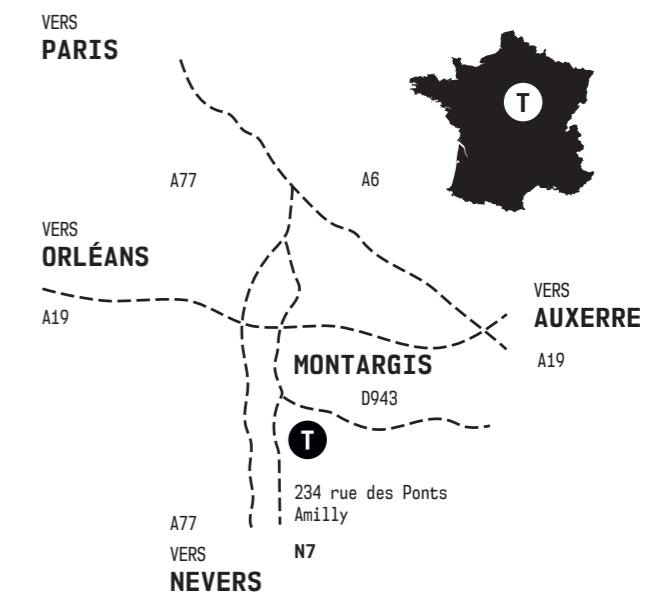 VERS
PARIS
T
A77
A6
VERS
ORLÉANS
A19
VERS
AUXERRE
A19
MONTARGIS
D943
T
234 rue des Ponts
Amilly
A77
N7
VERS
NEVERS